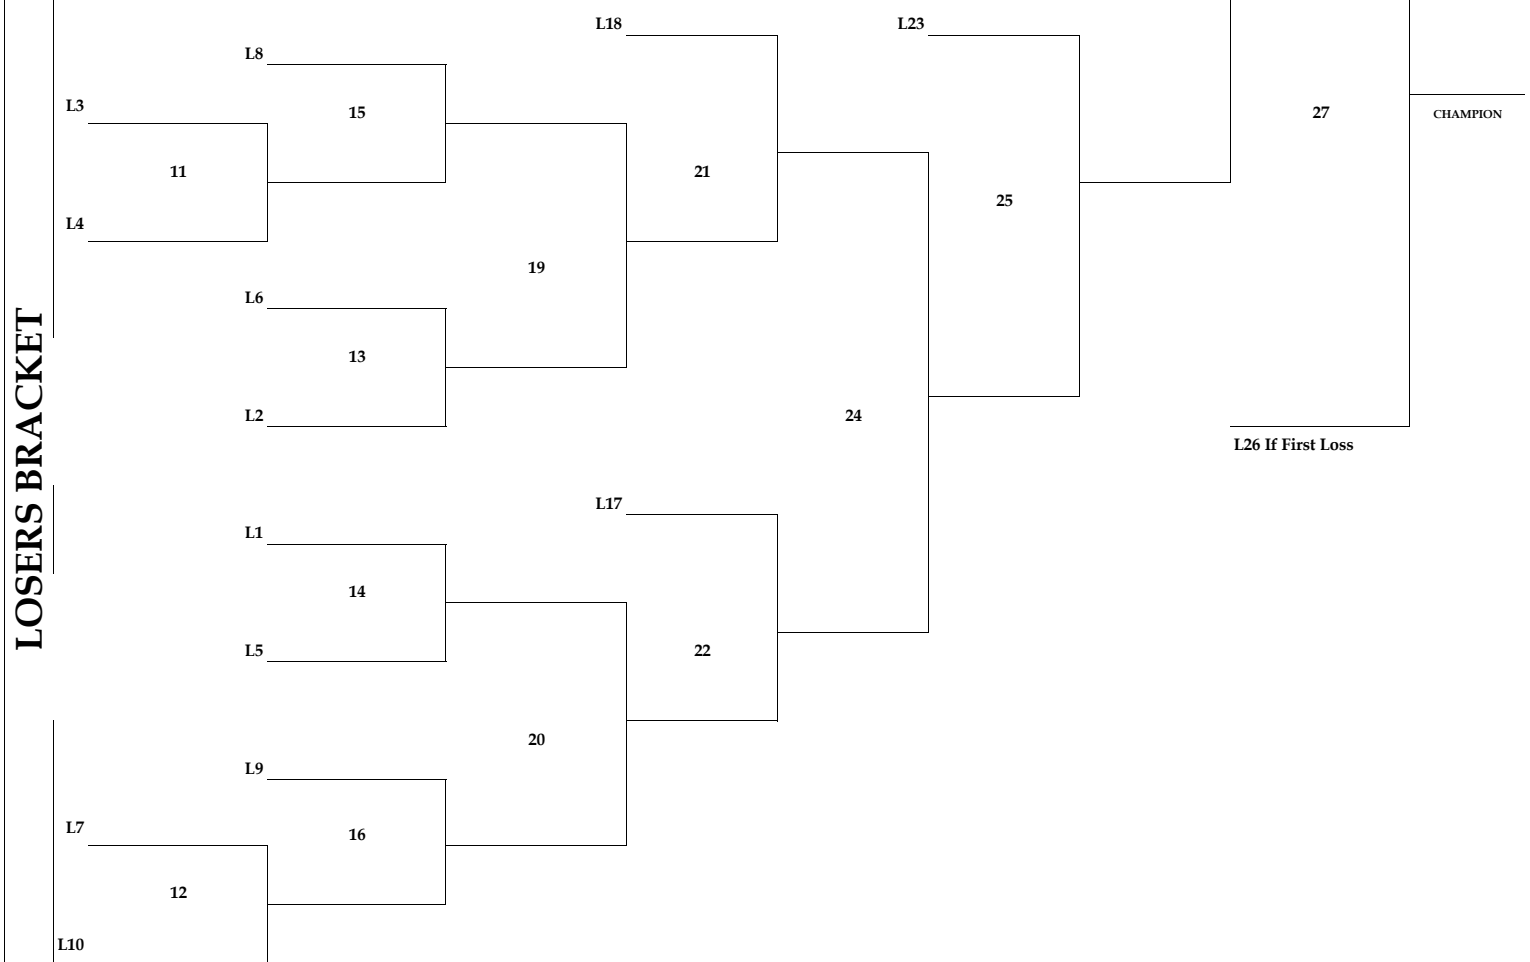 L18
L23
L8
L3
15
27
CHAMPION
11
21
25
L4
19
L6
LOSERS BRACKET
13
L2
24
L26 If First Loss
L17
L1
14
L5
22
20
L9
L7
16
12
L10